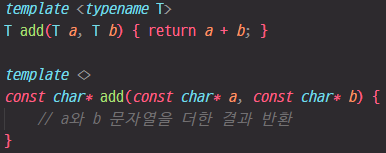 template <typename T>
T add(T a, T b) { return a + b; }
template <>
const char* add(const char* a, const char* b) {
// a와 b 문자열을 더한 결과 반환
}